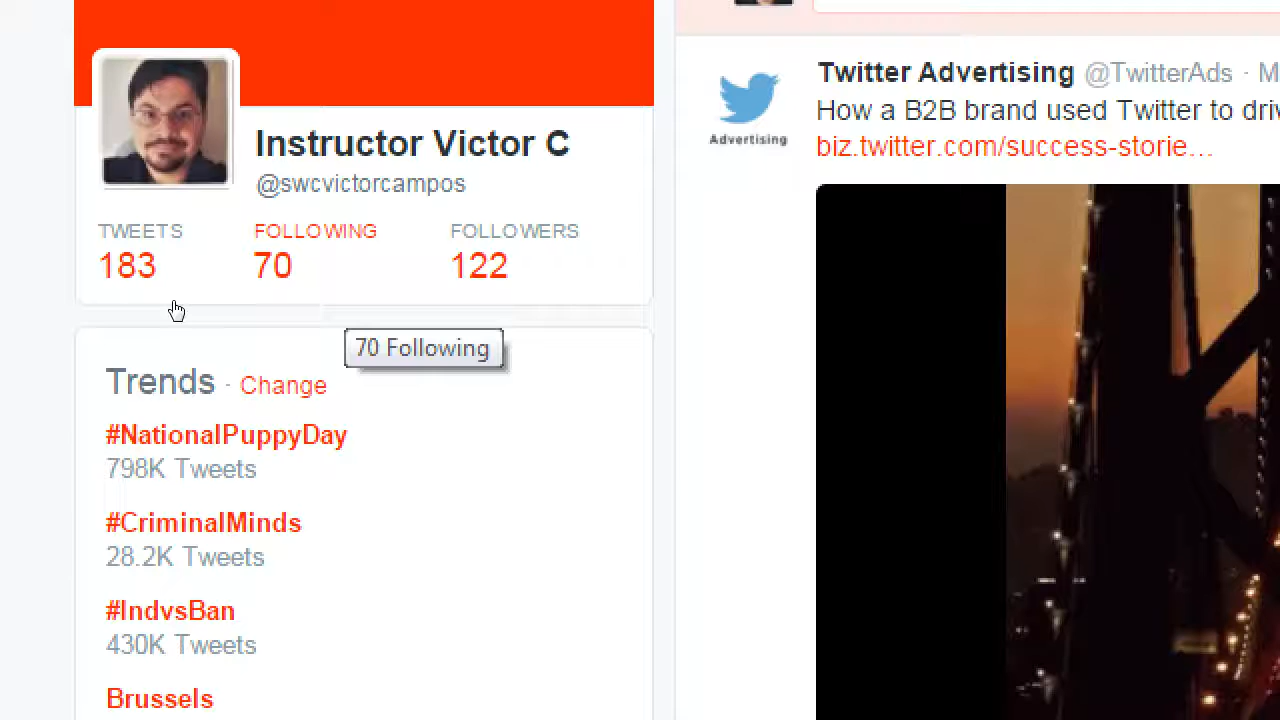 Instructor Victor C
@swcvictorcampos
TWEETS FOLLOWING FOLLOWERS
183 70 122
70 Following
Trends · Change
#NationalPuppyDay
798K Tweets
#CriminalMinds
28.2K Tweets
#IndvsBan
430K Tweets
Brussels
Twitter Advertising @TwitterAds · M
How a B2B brand used Twitter to driv
biz.twitter.com/success-storie...
Advertising